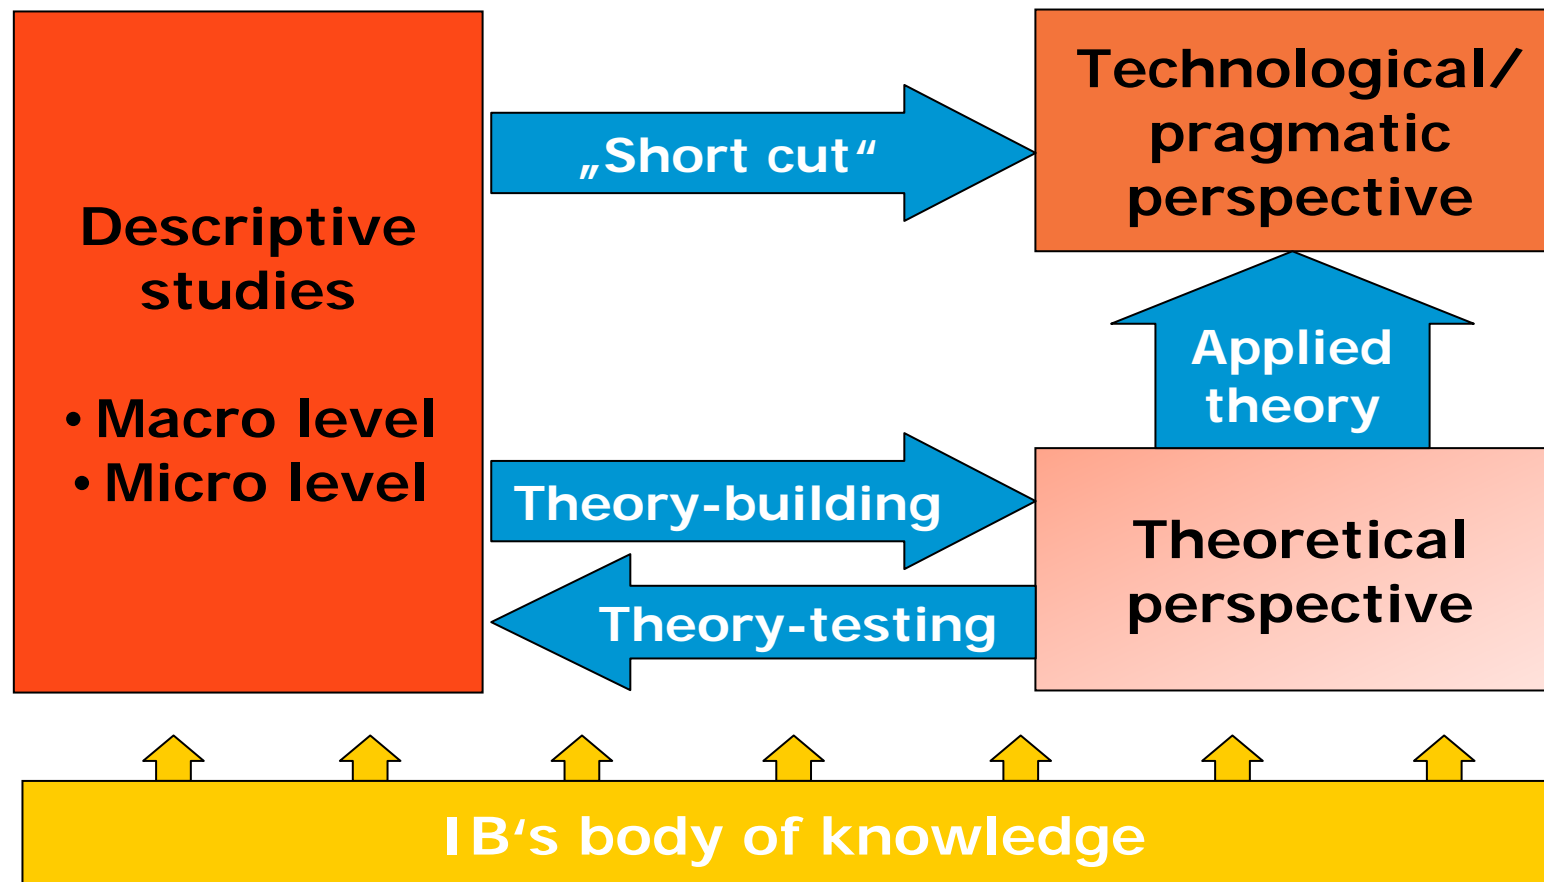 Descriptive
studies
• Macro level
• Micro level
„Short cut“
Technological/
pragmatic
perspective
Applied
theory
Theory-building
Theory-testing
Theoretical
perspective
IB‘s body of knowledge